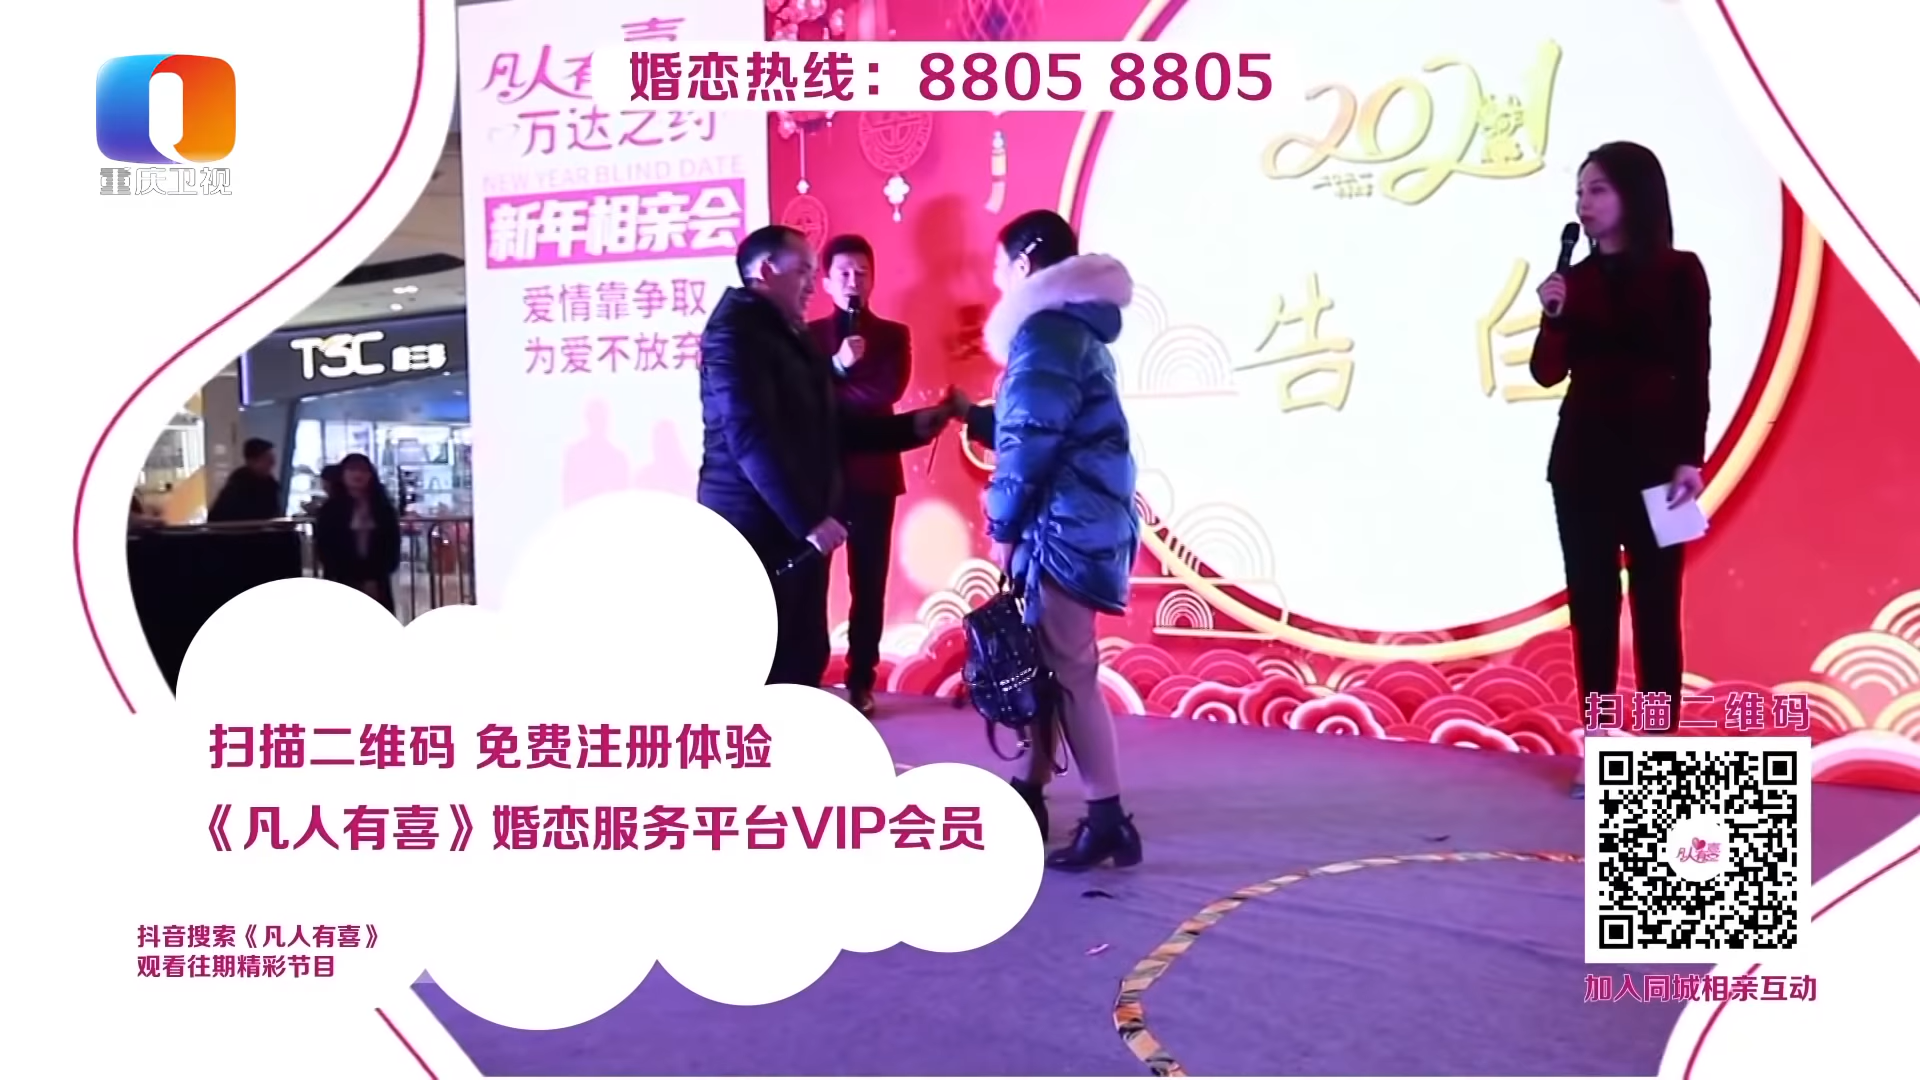 重庆卫视
婚恋热线：8805 8805
凡人有喜
万达之约
NEW YEAR BLIND DATE
新年相亲会
爱情靠争取
为爱不放弃
TSC
2021
告白
扫描二维码 免费注册体验
《凡人有喜》婚恋服务平台VIP会员
抖音搜索《凡人有喜》
观看往期精彩节目
扫描二维码
凡人有喜
加入同城相亲互动